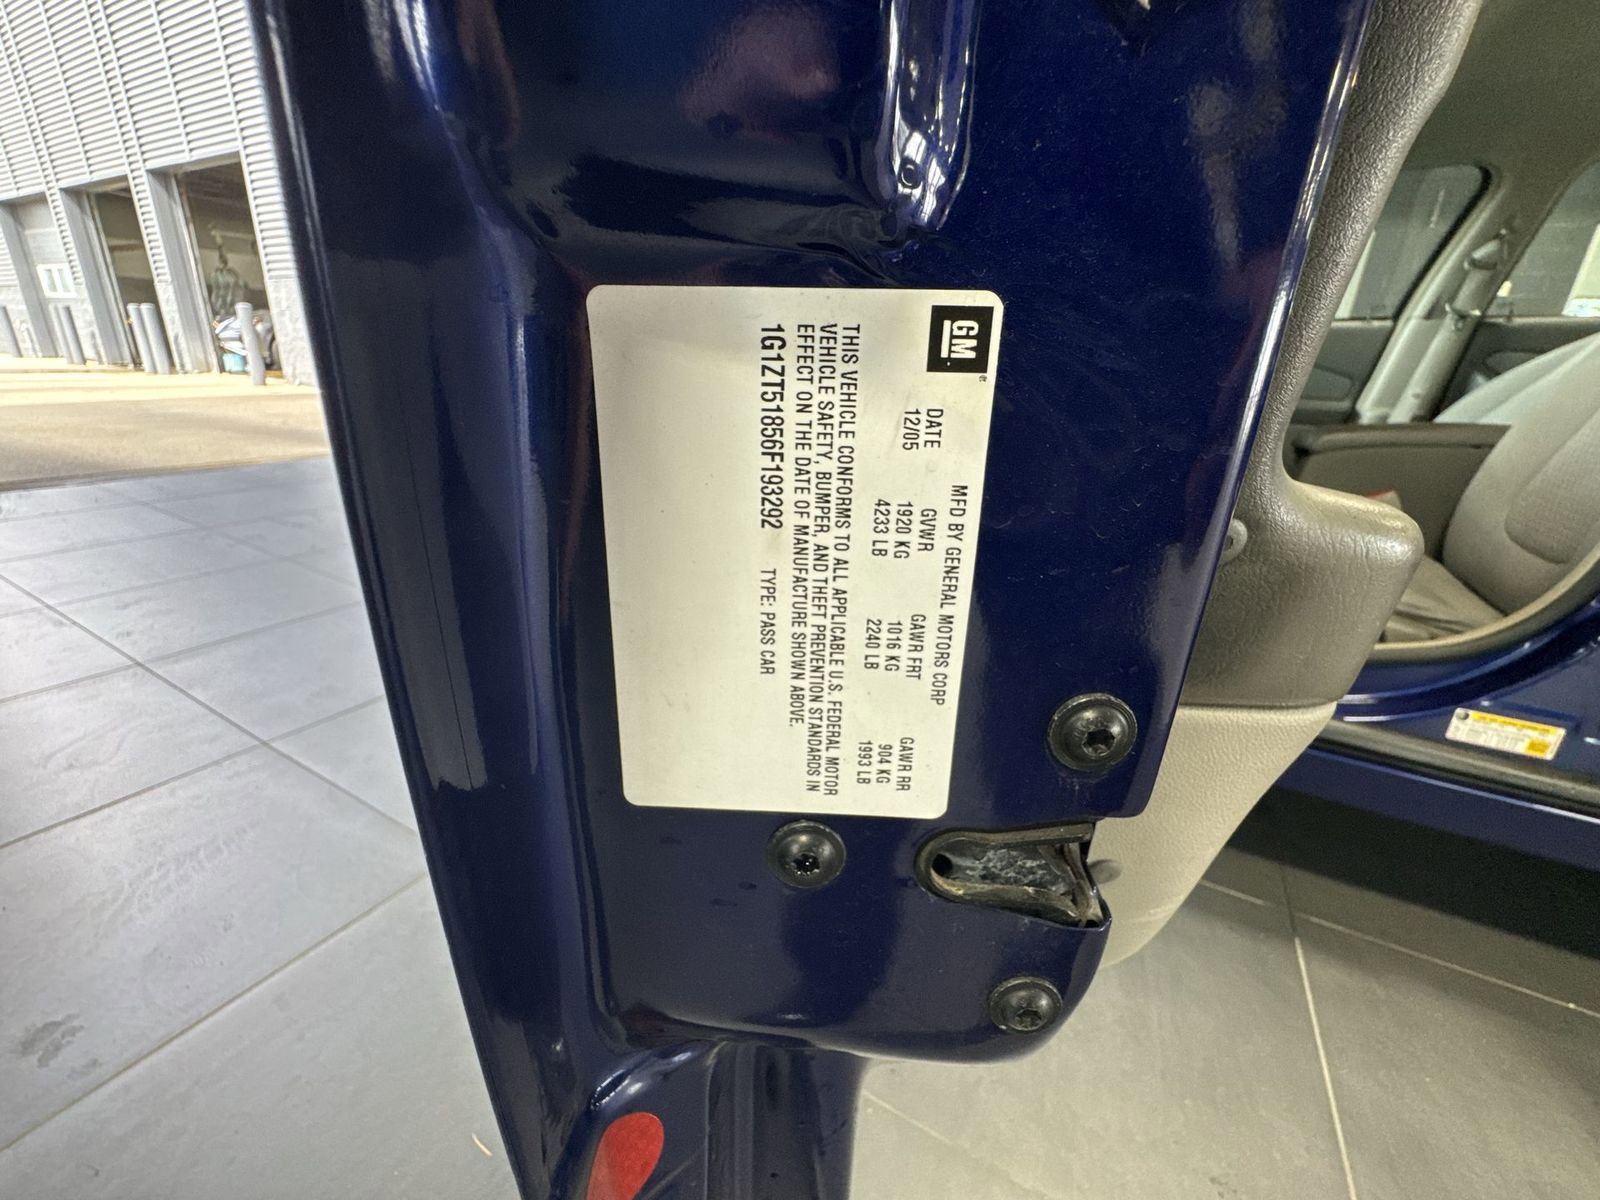 GM
MFD BY GENERAL MOTORS CORP
DATE GVWR GAWR FRT GAWR RR
12/05 1920 KG 1016 KG 904 KG
4233 LB 2240 LB 1993 LB
THIS VEHICLE CONFORMS TO ALL APPLICABLE U.S. FEDERAL MOTOR
VEHICLE SAFETY, BUMPER, AND THEFT PREVENTION STANDARDS IN
EFFECT ON THE DATE OF MANUFACTURE SHOWN ABOVE.
1G1ZT51856F193292 TYPE: PASS CAR